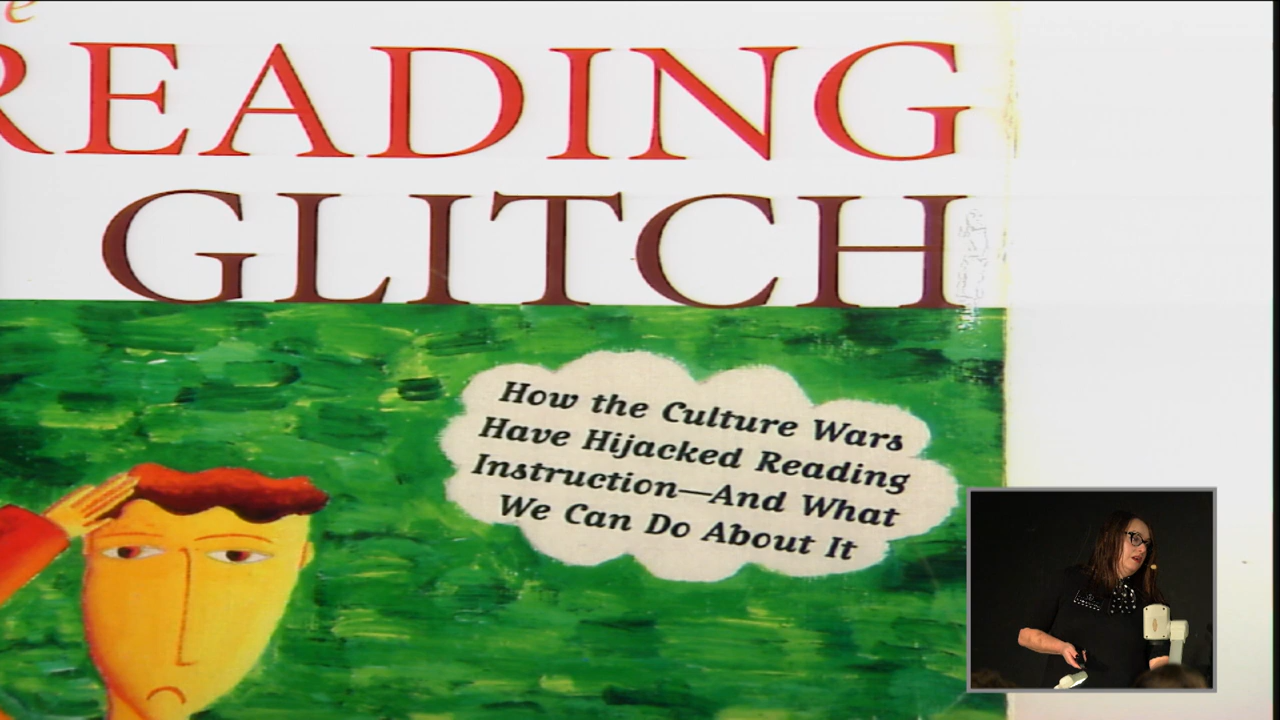 READING
GLITCH
How the Culture Wars
Have Hijacked Reading
Instruction—And What
We Can Do About It